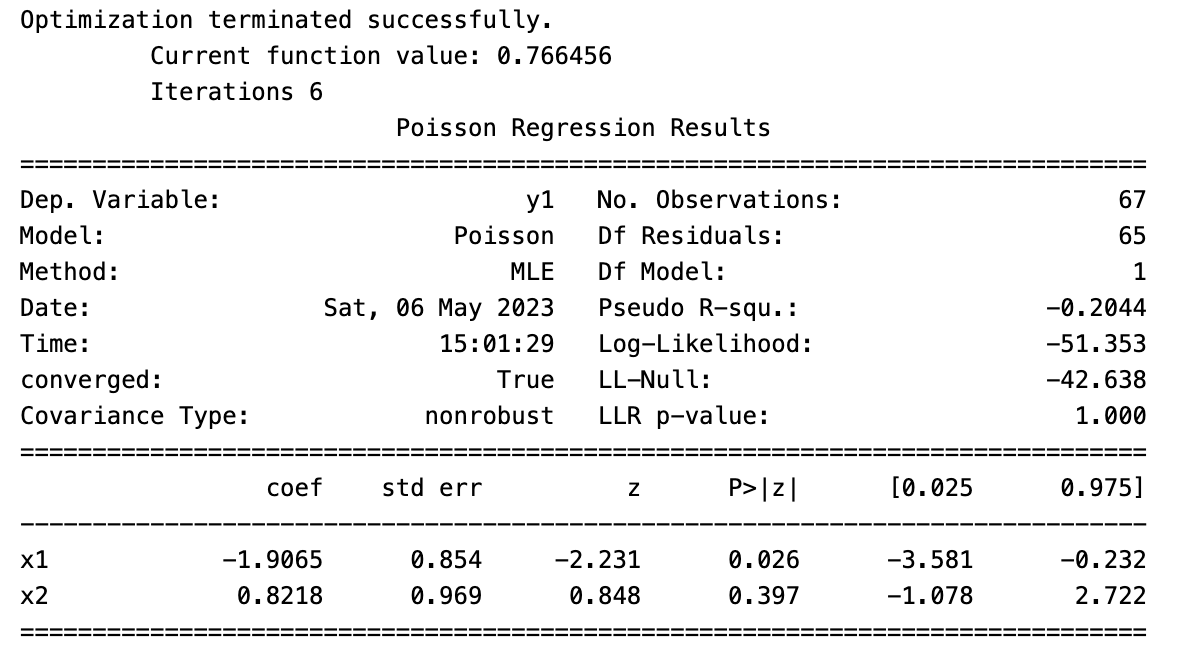 Optimization terminated successfully.
         Current function value: 0.766456
         Iterations 6
                          Poisson Regression Results
==============================================================================
Dep. Variable:                     y1   No. Observations:                   67
Model:                        Poisson   Df Residuals:                       65
Method:                           MLE   Df Model:                            1
Date:                Sat, 06 May 2023   Pseudo R-squ.:                 -0.2044
Time:                        15:01:29   Log-Likelihood:                -51.353
converged:                       True   LL-Null:                       -42.638
Covariance Type:            nonrobust   LLR p-value:                     1.000
==============================================================================
                 coef    std err          z      P>|z|      [0.025      0.975]
------------------------------------------------------------------------------
x1            -1.9065      0.854     -2.231      0.026      -3.581      -0.232
x2             0.8218      0.969      0.848      0.397      -1.078       2.722
==============================================================================